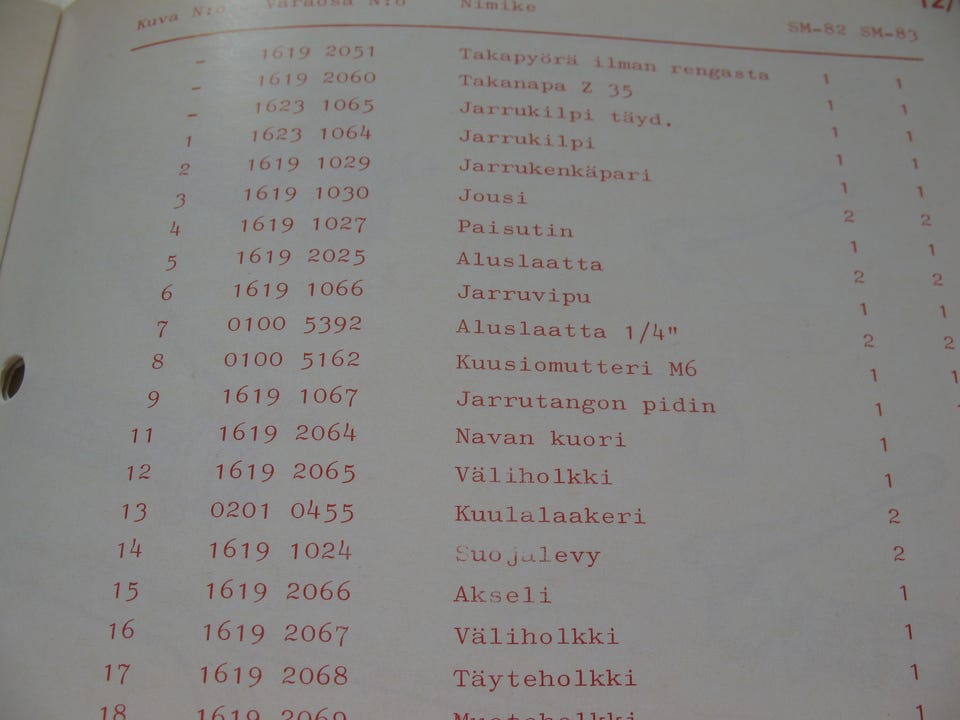 Kuva N:o Varaosa N:o Nimike SM-82 SM-83 12/
- 1619 2051 Takapyörä ilman rengasta 1 1
- 1619 2060 Takanapa Z 35 1 1
- 1623 1065 Jarrukilpi täyd. 1 1
1 1623 1064 Jarrukilpi 1 1
2 1619 1029 Jarrukenkäpari 1 1
3 1619 1030 Jousi 2 2
4 1619 1027 Paisutin 1 1
5 1619 2025 Aluslaatta 2 2
6 1619 1066 Jarruvipu 1 1
7 0100 5392 Aluslaatta 1/4" 2 2
8 0100 5162 Kuusiomutteri M6 1 1
9 1619 1067 Jarrutangon pidin 1 1
11 1619 2064 Navan kuori 1
12 1619 2065 Väliholkki 1
13 0201 0455 Kuulalaakeri 2
14 1619 1024 Suojalevy 2
15 1619 2066 Akseli 1
16 1619 2067 Väliholkki 1
17 1619 2068 Täyteholkki 1
18 1619 2069 1